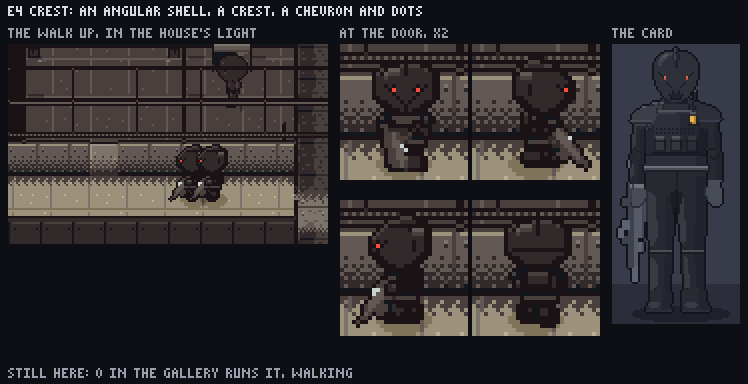 E4 CREST: AN ANGULAR SHELL, A CREST, A CHEVRON AND DOTS
THE WALK UP, IN THE HOUSE'S LIGHT
AT THE DOOR, X2
THE CARD
STILL HERE: O IN THE GALLERY RUNS IT, WALKING